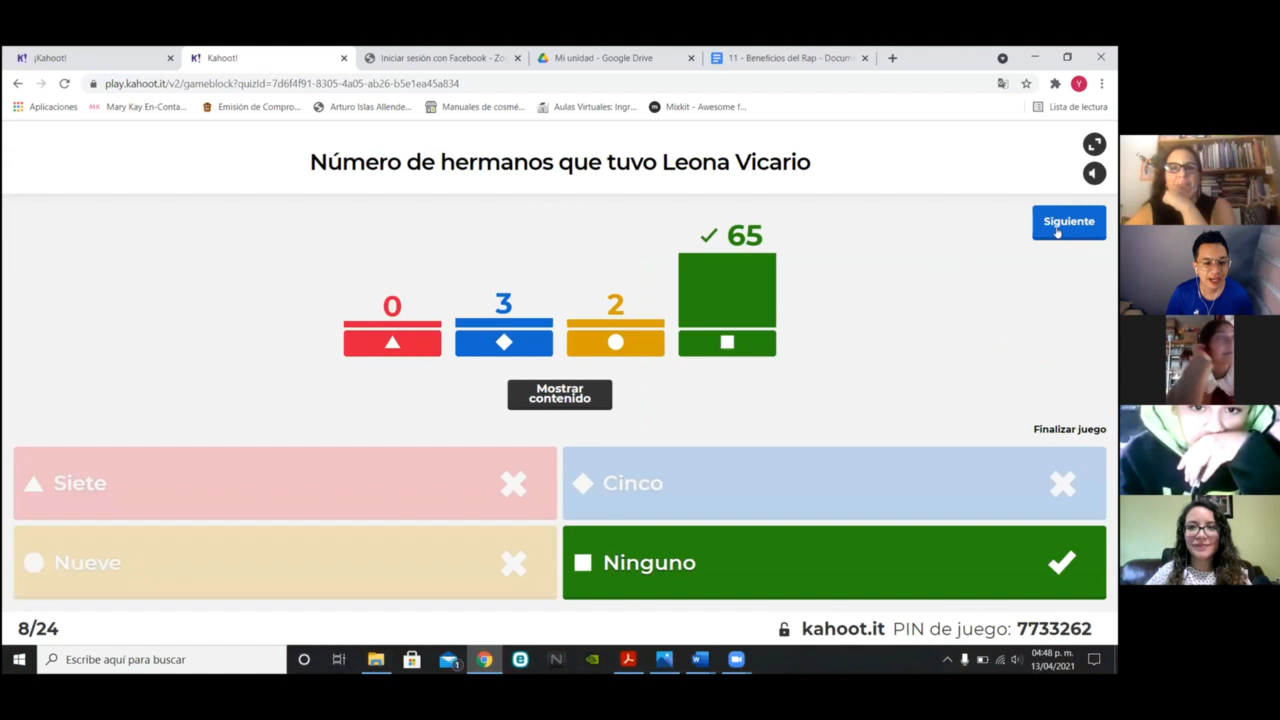 K! ¡Kahoot!
K! Kahoot!
Iniciar sesión con Facebook - Zo
Mi unidad - Google Drive
11 - Beneficios del Rap - Docum
play.kahoot.it/v2/gameblock?quizId=7d6f4f91-8305-4a05-ab26-b5e1ea45a834
Y
Aplicaciones
MK Mary Kay En-Conta...
Emisión de Compro...
Arturo Islas Allende...
Manuales de cosmé...
Aulas Virtuales: Ingr...
Mixkit - Awesome f...
Lista de lectura
Número de hermanos que tuvo Leona Vicario
Siguiente
0
3
2
65
Mostrar
contenido
Finalizar juego
Siete
Cinco
Nueve
Ninguno
8/24
kahoot.it PIN de juego: 7733262
Escribe aquí para buscar
1
04:48 p. m.
13/04/2021